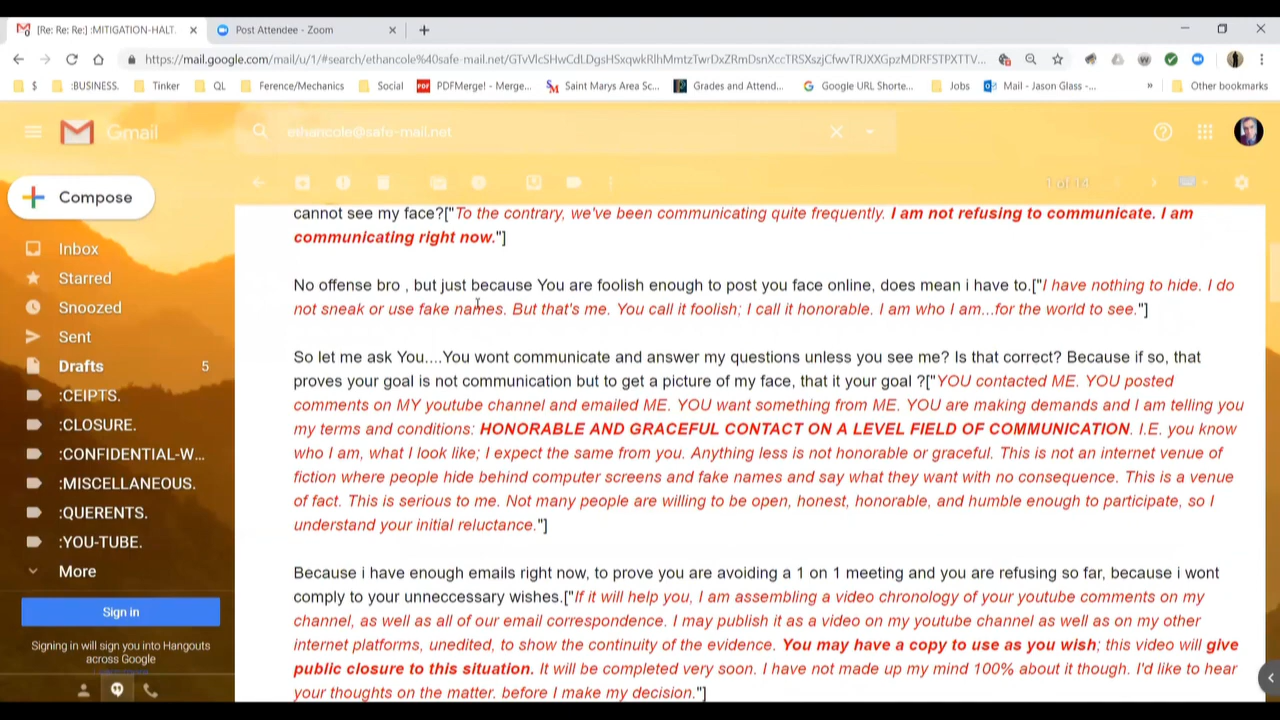 [Re: Re: Re:] :MITIGATION-HALT.
Post Attendee - Zoom
https://mail.google.com/mail/u/1/#search/ethancole%40safe-mail.net/
$
:BUSINESS.
Tinker
QL
Ference/Mechanics
Social
PDFMerge! - Merge...
Saint Marys Area Sc...
Grades and Attend...
Google URL Shorte...
Jobs
Mail - Jason Glass -...
»
Other bookmarks
Gmail
ethancole@safe-mail.net
Compose
1 of 14
Inbox
Starred
Snoozed
Sent
Drafts 5
:CEIPTS.
:CLOSURE.
:CONFIDENTIAL-W...
:MISCELLANEOUS.
:QUERENTS.
:YOU-TUBE.
More
Sign in
Signing in will sign you into Hangouts
across Google
cannot see my face?["To the contrary, we've been communicating quite frequently. I am not refusing to communicate. I am
communicating right now."]
No offense bro , but just because You are foolish enough to post you face online, does mean i have to.["I have nothing to hide. I do
not sneak or use fake names. But that's me. You call it foolish; I call it honorable. I am who I am...for the world to see."]
So let me ask You....You wont communicate and answer my questions unless you see me? Is that correct? Because if so, that
proves your goal is not communication but to get a picture of my face, that it your goal ?["YOU contacted ME. YOU posted
comments on MY youtube channel and emailed ME. YOU want something from ME. YOU are making demands and I am telling you
my terms and conditions: HONORABLE AND GRACEFUL CONTACT ON A LEVEL FIELD OF COMMUNICATION. I.E. you know
who I am, what I look like; I expect the same from you. Anything less is not honorable or graceful. This is not an internet venue of
fiction where people hide behind computer screens and fake names and say what they want with no consequence. This is a venue
of fact. This is serious to me. Not many people are willing to be open, honest, honorable, and humble enough to participate, so I
understand your initial reluctance."]
Because i have enough emails right now, to prove you are avoiding a 1 on 1 meeting and you are refusing so far, because i wont
comply to your unneccessary wishes.["If it will help you, I am assembling a video chronology of your youtube comments on my
channel, as well as all of our email correspondence. I may publish it as a video on my youtube channel as well as on my other
internet platforms, unedited, to show the continuity of the evidence. You may have a copy to use as you wish; this video will give
public closure to this situation. It will be completed very soon. I have not made up my mind 100% about it though. I'd like to hear
your thoughts on the matter. before I make my decision."]